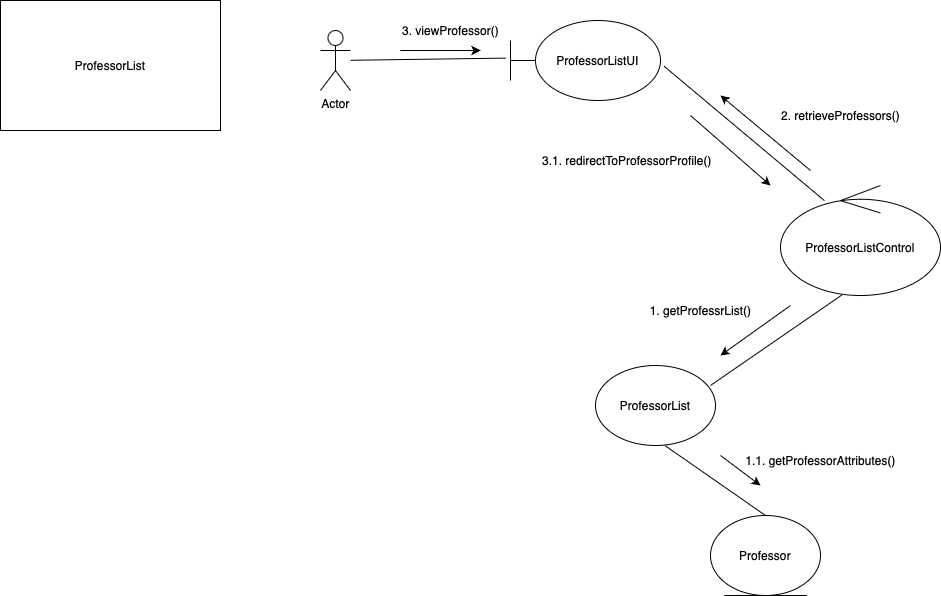 ProfessorList
3. viewProfessor()
Actor
ProfessorListUI
2. retrieveProfessors()
3.1. redirectToProfessorProfile()
ProfessorListControl
1. getProfessrList()
ProfessorList
1.1. getProfessorAttributes()
Professor